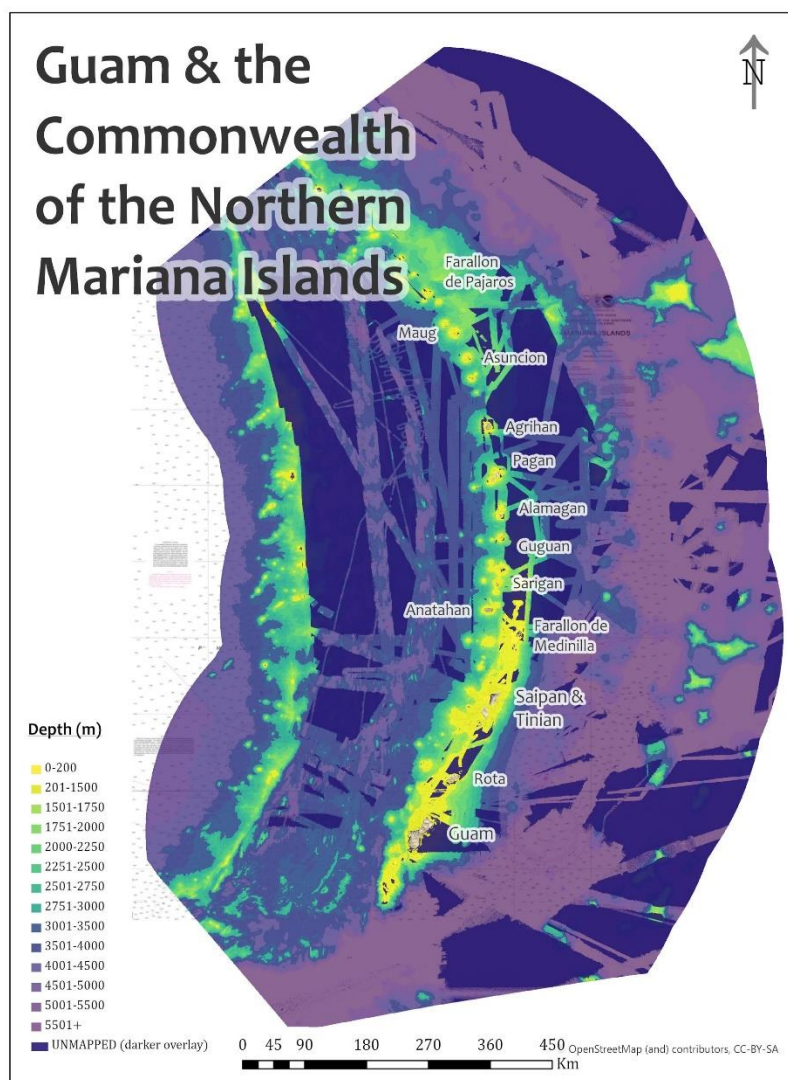 Guam & the
Commonwealth
of the Northern
Mariana Islands
N
Farallon
de Pajaros
Maug
Asuncion
Agrihan
Pagan
Alamagan
Guguan
Sarigan
Anatahan
Farallon de
Medinilla
Saipan &
Tinian
Rota
Guam
Depth (m)
0-200
201-1500
1501-1750
1751-2000
2000-2250
2251-2500
2501-2750
2751-3000
3001-3500
3501-4000
4001-4500
4501-5000
5001-5500
5501+
UNMAPPED (darker overlay)
0 45 90 180 270 360 450
Km
OpenStreetMap (and) contributors, CC-BY-SA